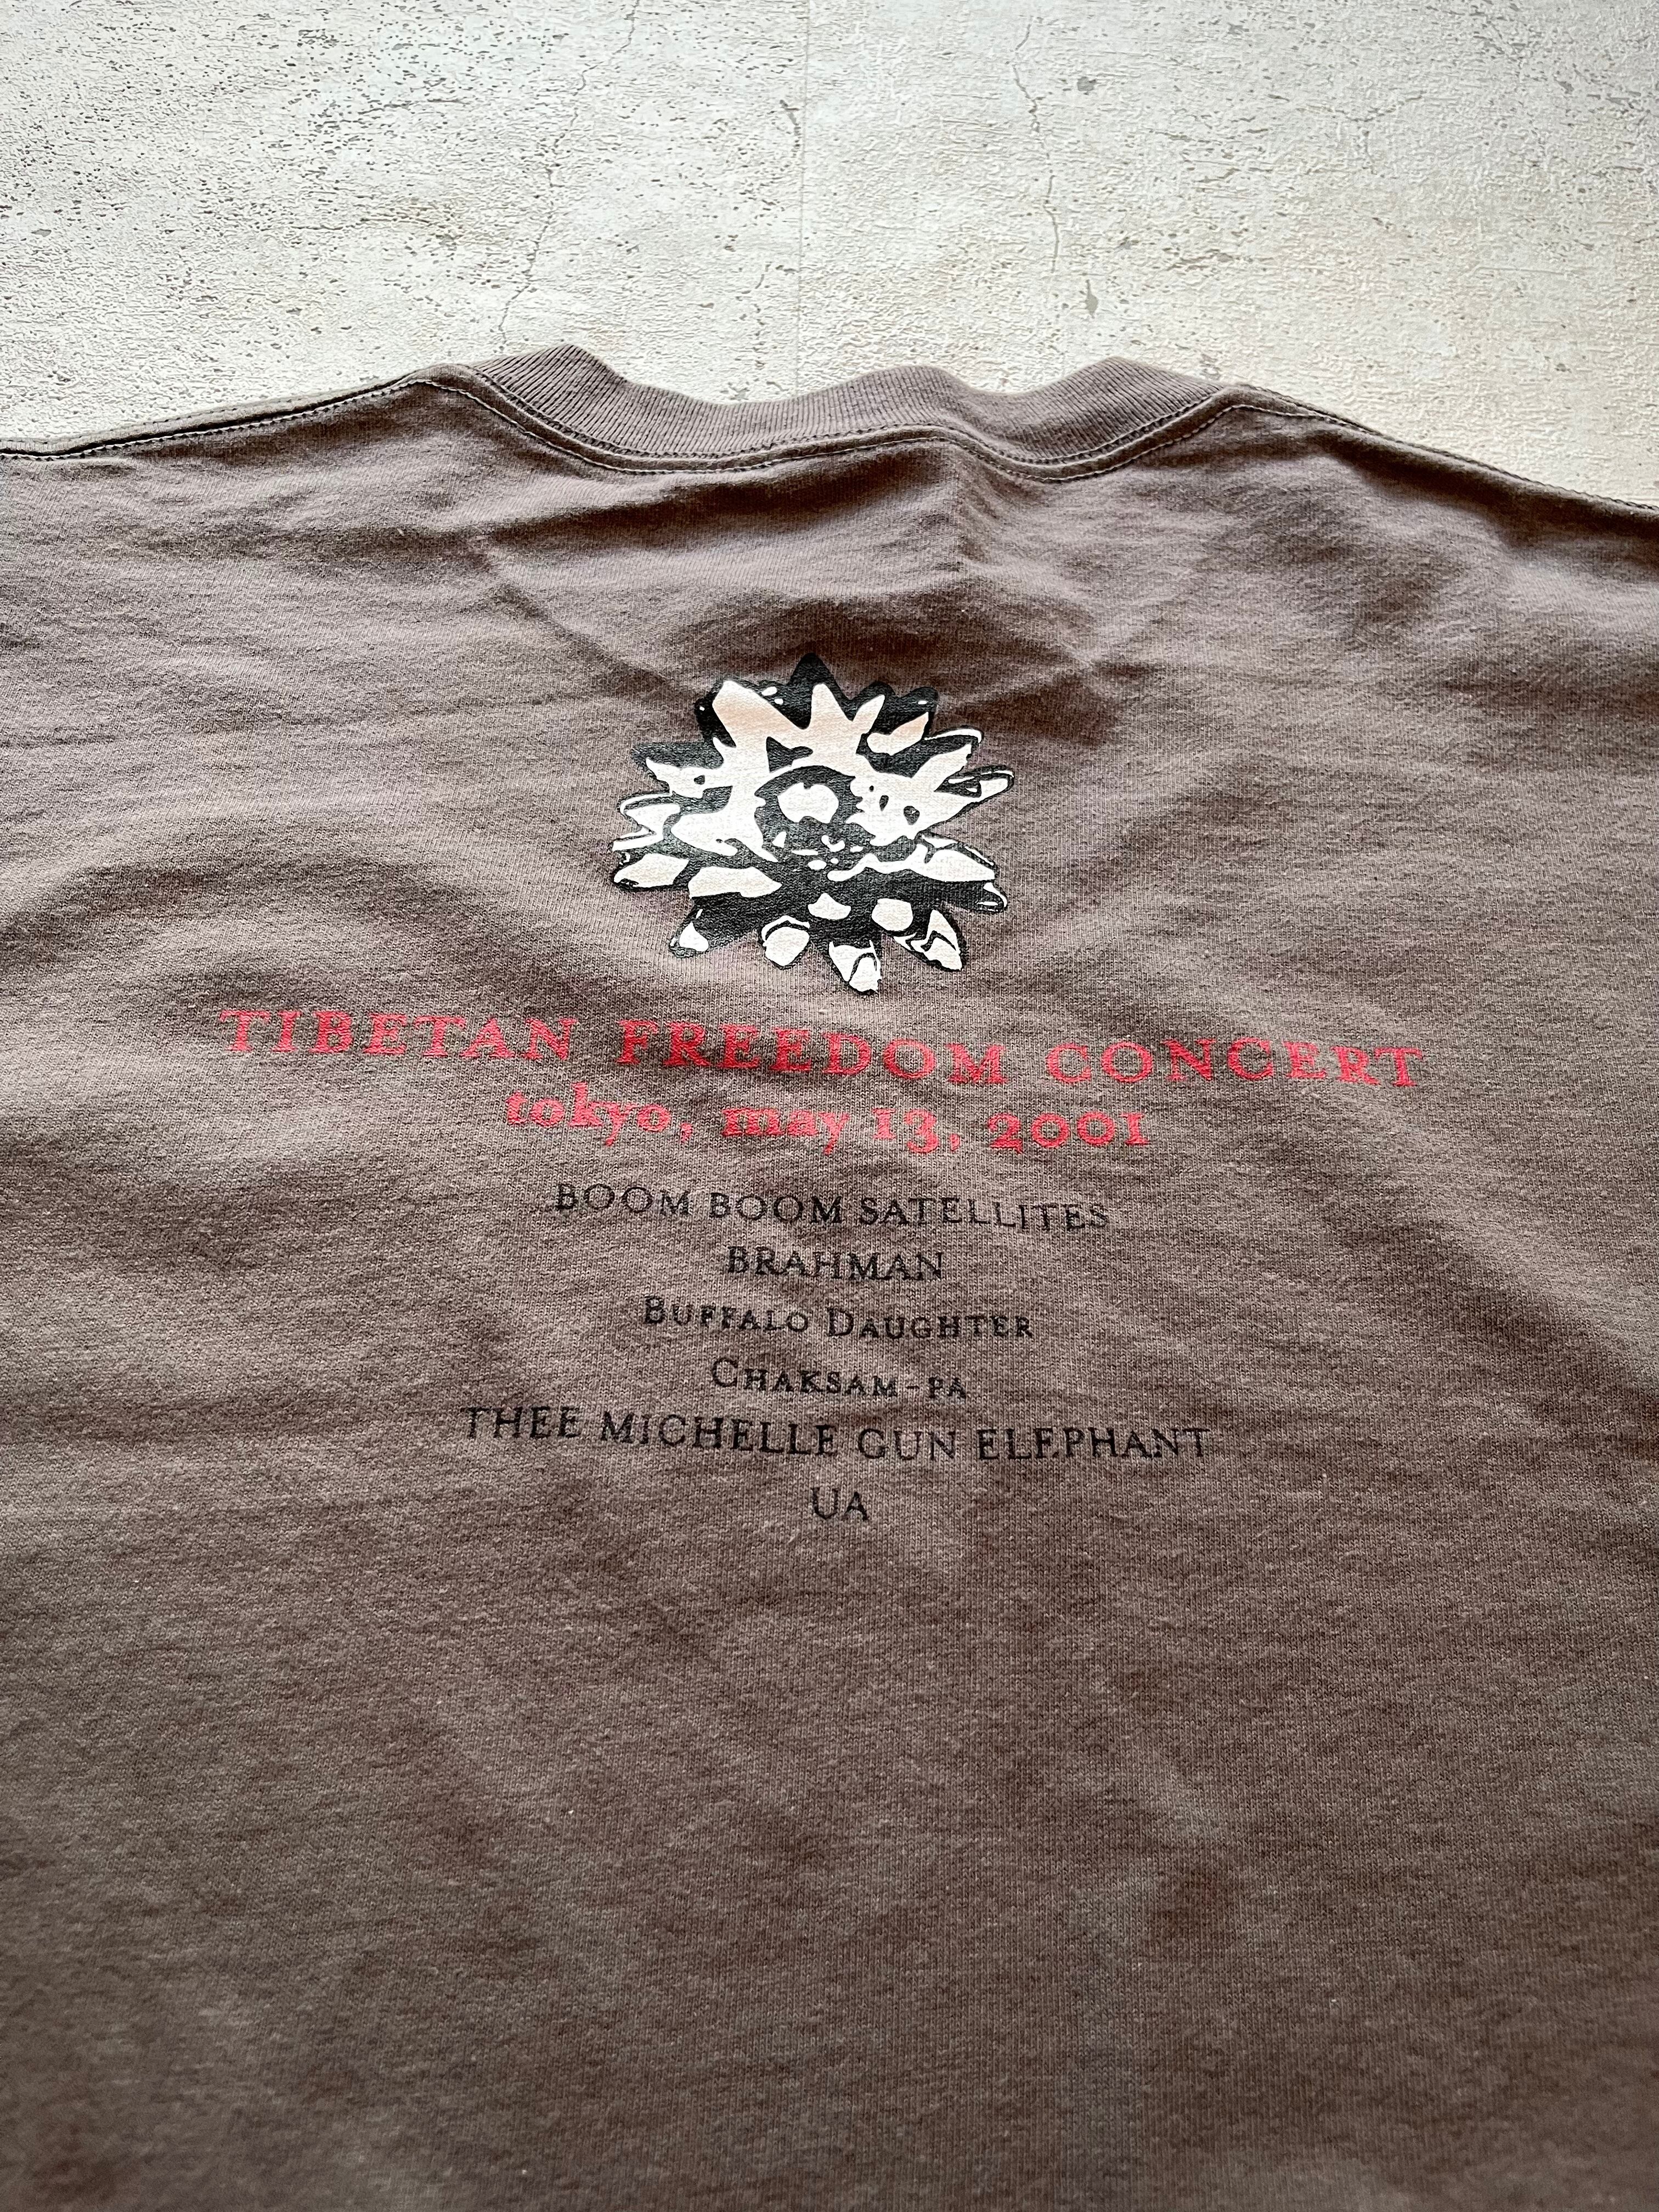 TIBETAN FREEDOM CONCERT
tokyo, may 13, 2001
BOOM BOOM SATELLITES
BRAHMAN
BUFFALO DAUGHTER
CHAKSAM-PA
THEE MICHELLE GUN ELEPHANT
UA